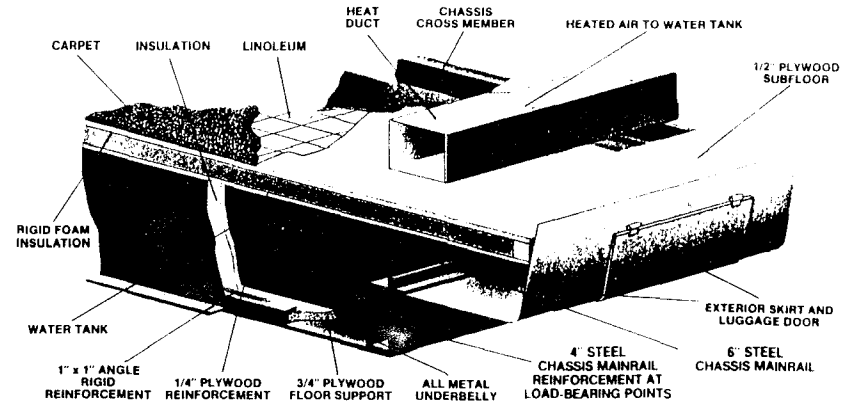 HEAT
DUCT
CHASSIS
CROSS MEMBER
HEATED AIR TO WATER TANK
CARPET
INSULATION
LINOLEUM
1/2" PLYWOOD
SUBFLOOR
RIGID FOAM
INSULATION
EXTERIOR SKIRT AND
LUGGAGE DOOR
WATER TANK
1" x 1" ANGLE
RIGID
REINFORCEMENT
1/4" PLYWOOD
REINFORCEMENT
3/4" PLYWOOD
FLOOR SUPPORT
ALL METAL
UNDERBELLY
4" STEEL
CHASSIS MAINRAIL
REINFORCEMENT AT
LOAD-BEARING POINTS
6" STEEL
CHASSIS MAINRAIL